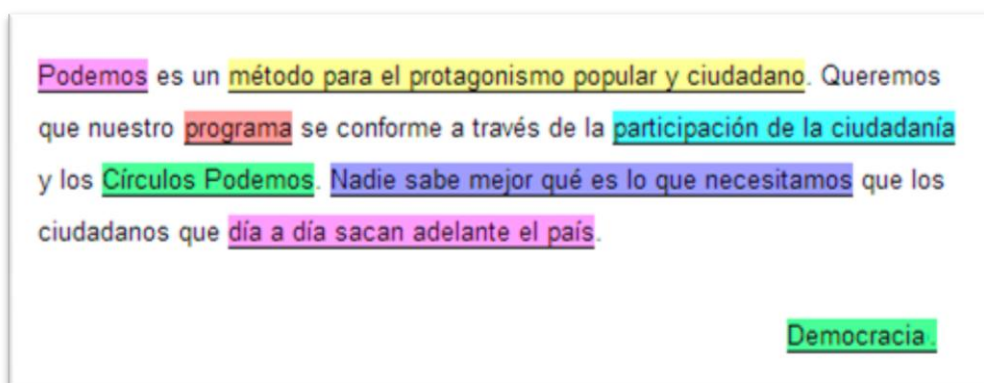 Podemos es un método para el protagonismo popular y ciudadano. Queremos
que nuestro programa se conforme a través de la participación de la ciudadanía
y los Círculos Podemos. Nadie sabe mejor qué es lo que necesitamos que los
ciudadanos que día a día sacan adelante el país.
Democracia.